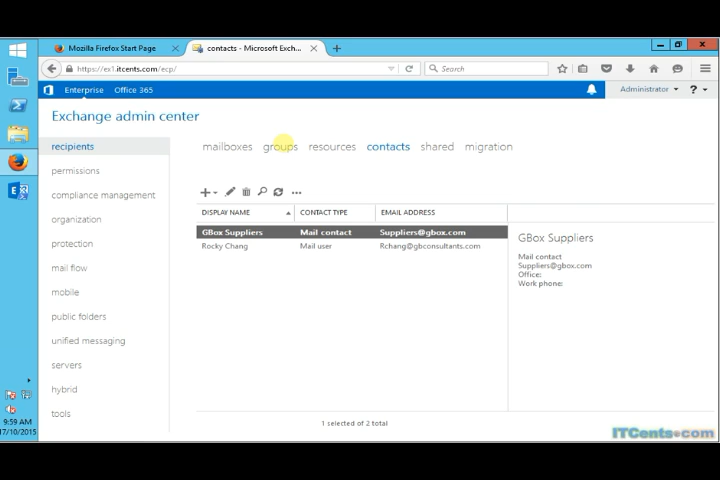 Mozilla Firefox Start Page
contacts - Microsoft Exch...
https://ex1.itcents.com/ecp/
Search
Enterprise Office 365
Administrator ?
Exchange admin center
recipients
permissions
compliance management
organization
protection
mail flow
mobile
public folders
unified messaging
servers
hybrid
tools
mailboxes groups resources contacts shared migration
DISPLAY NAME CONTACT TYPE EMAIL ADDRESS
GBox Suppliers Mail contact Suppliers@gbox.com
Rocky Chang Mail user Rchang@gbconsultants.com
GBox Suppliers
Mail contact
Suppliers@gbox.com
Office:
Work phone:
1 selected of 2 total
9:59 AM
17/10/2015
ITCents.com